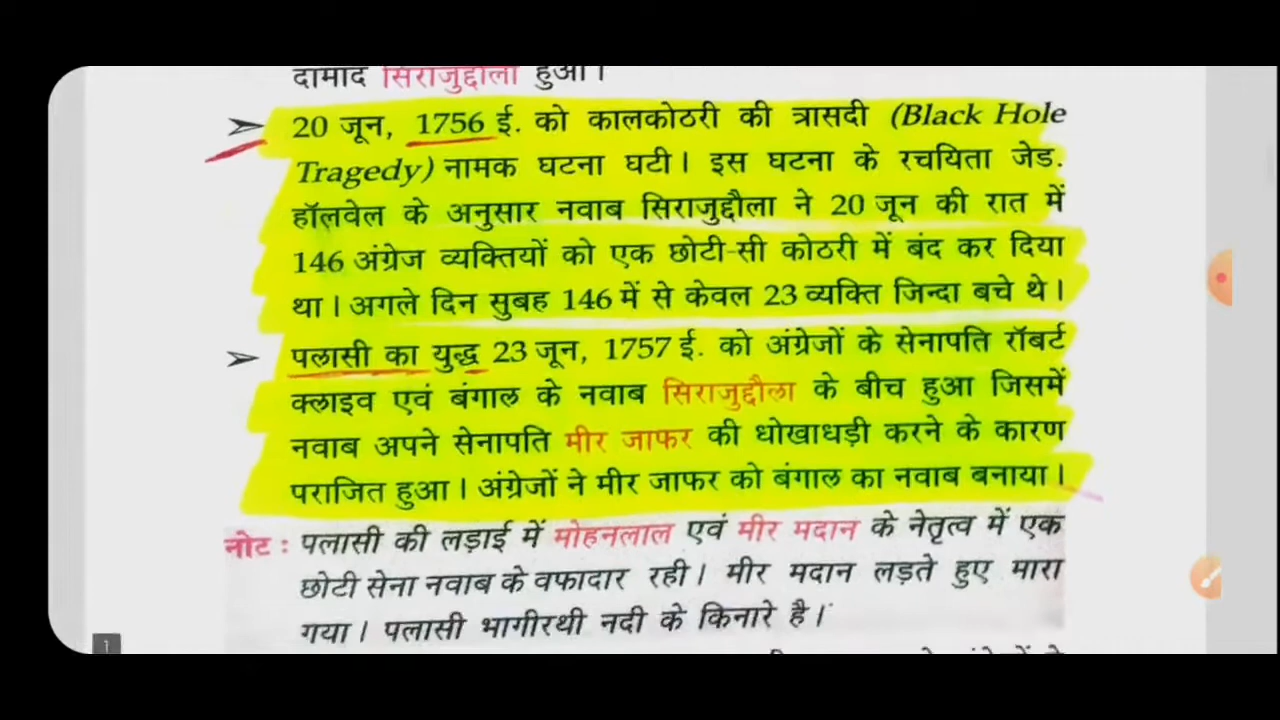 दामाद सिराजुद्दौला हुआ।
➢ 20 जून, 1756 ई. को कालकोठरी की त्रासदी (Black Hole
Tragedy) नामक घटना घटी। इस घटना के रचयिता जेड.
हॉलवेल के अनुसार नवाब सिराजुद्दौला ने 20 जून की रात में
146 अंग्रेज व्यक्तियों को एक छोटी-सी कोठरी में बंद कर दिया
था। अगले दिन सुबह 146 में से केवल 23 व्यक्ति जिन्दा बचे थे।
➢ पलासी का युद्ध 23 जून, 1757 ई. को अंग्रेजों के सेनापति रॉबर्ट
क्लाइव एवं बंगाल के नवाब सिराजुद्दौला के बीच हुआ जिसमें
नवाब अपने सेनापति मीर जाफर की धोखाधड़ी करने के कारण
पराजित हुआ। अंग्रेजों ने मीर जाफर को बंगाल का नवाब बनाया।
नोट : पलासी की लड़ाई में मोहनलाल एवं मीर मदान के नेतृत्व में एक
छोटी सेना नवाब के वफादार रही। मीर मदान लड़ते हुए मारा
गया। पलासी भागीरथी नदी के किनारे है।
1